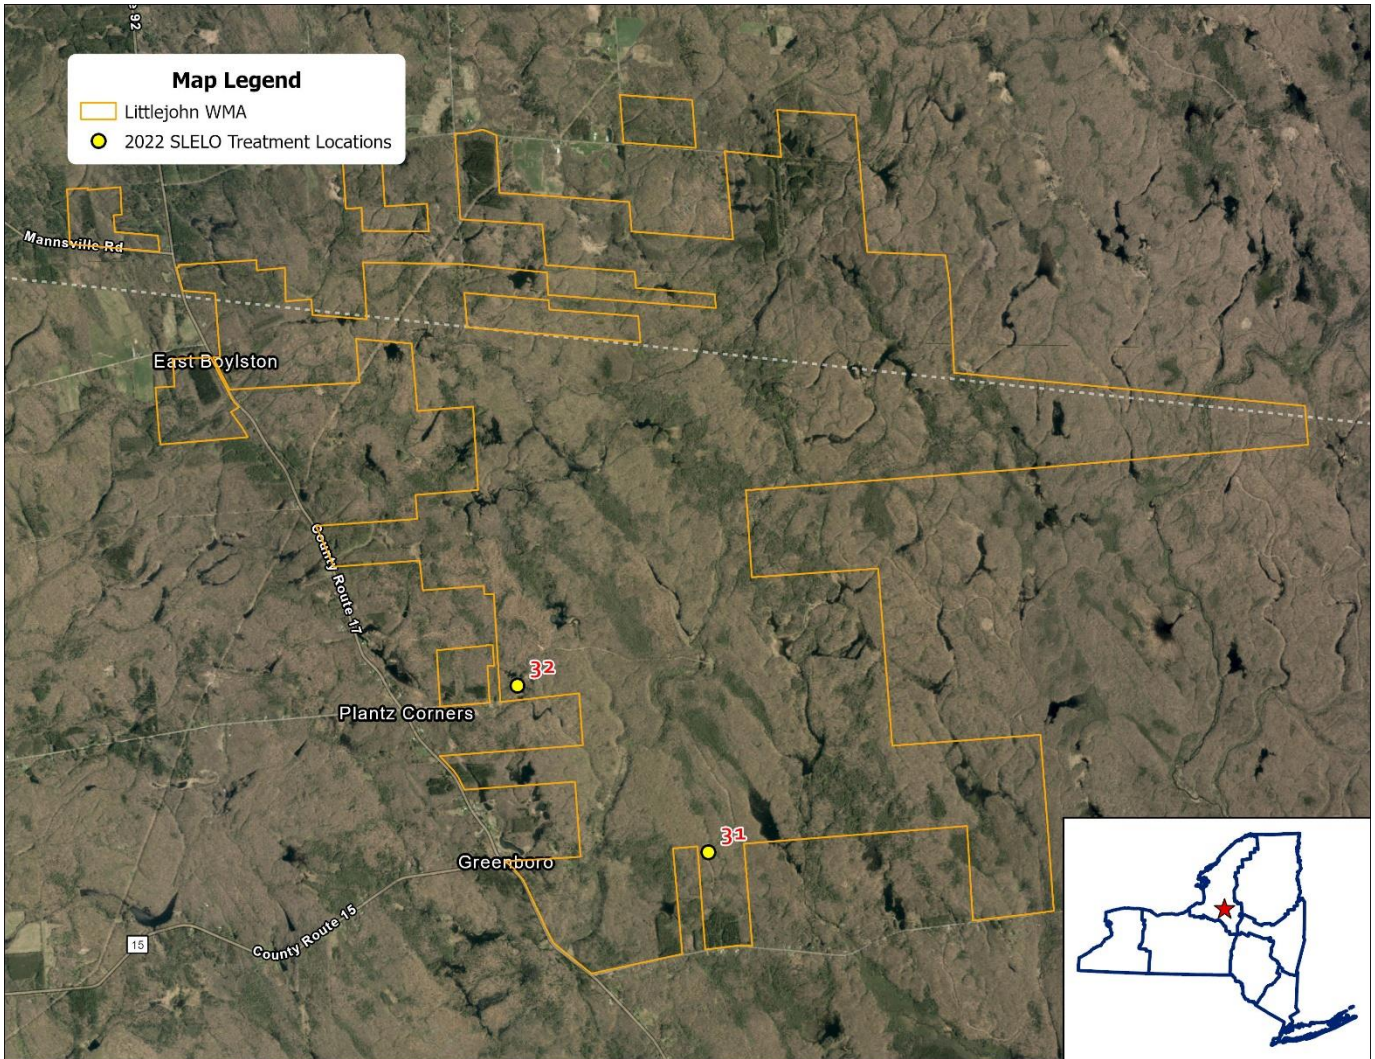 92
Map Legend
Littlejohn WMA
2022 SLELO Treatment Locations
Mannsville Rd
East Boylston
County Route 17
32
Plantz Corners
31
Greenboro
County Route 15
15